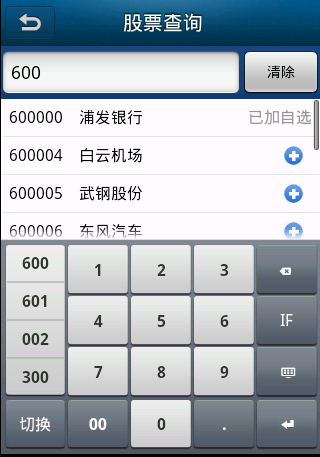 股票查询
600 清除
600000 浦发银行 已加自选
600004 白云机场
600005 武钢股份
600006 东风汽车
600 1 2 3
601 4 5 6 IF
002
300 7 8 9
切换 00 0 .